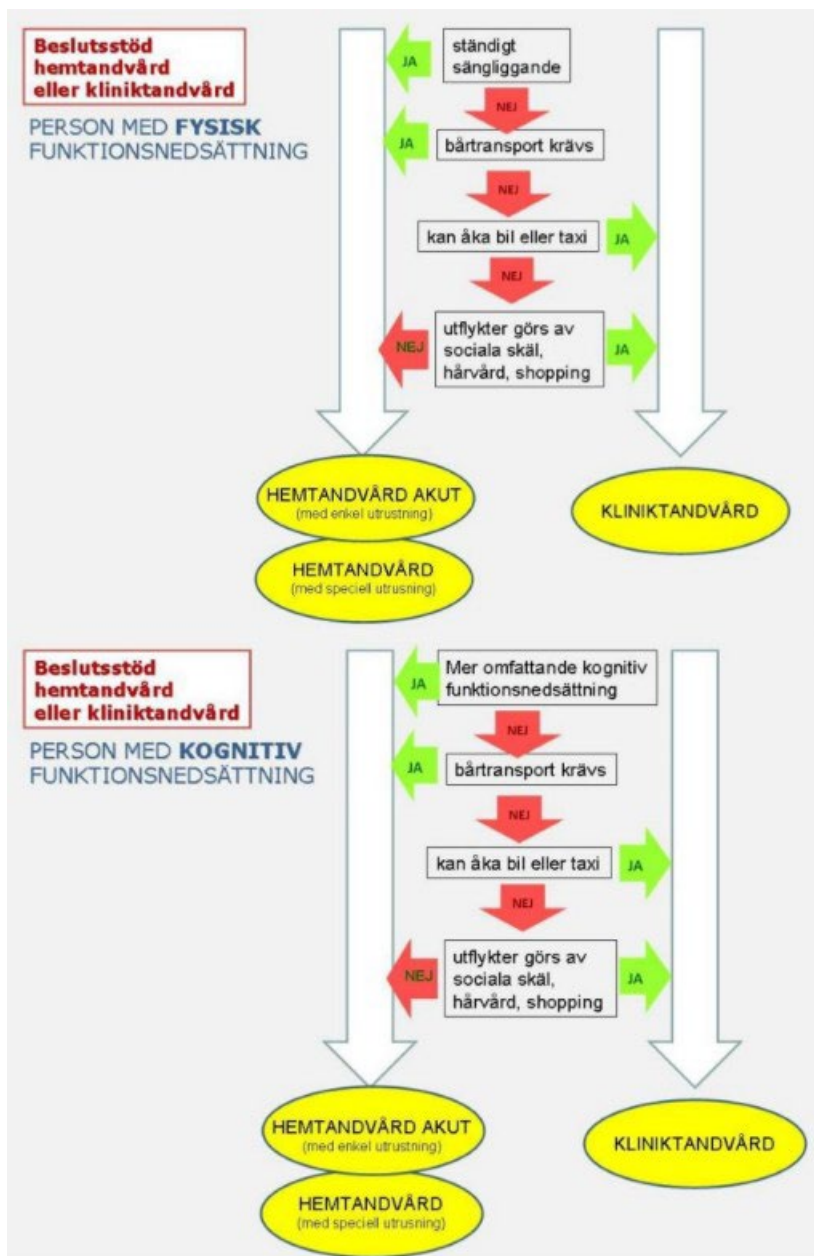 Beslutsstöd
hemtandvård
eller kliniktandvård
PERSON MED FYSISK
FUNKTIONSNEDSÄTTNING
ständigt
sängliggande
JA
NEJ
bårtransport krävs
JA
NEJ
kan åka bil eller taxi
JA
NEJ
utflykter görs av
sociala skäl,
hårvård, shopping
NEJ
JA
HEMTANDVÅRD AKUT
(med enkel utrustning)
HEMTANDVÅRD
(med speciell utrusning)
KLINIKTANDVÅRD
Beslutsstöd
hemtandvård
eller kliniktandvård
PERSON MED KOGNITIV
FUNKTIONSNEDSÄTTNING
Mer omfattande kognitiv
funktionsnedsättning
JA
NEJ
bårtransport krävs
JA
NEJ
kan åka bil eller taxi
JA
NEJ
utflykter görs av
sociala skäl,
hårvård, shopping
NEJ
JA
HEMTANDVÅRD AKUT
(med enkel utrustning)
HEMTANDVÅRD
(med speciell utrusning)
KLINIKTANDVÅRD